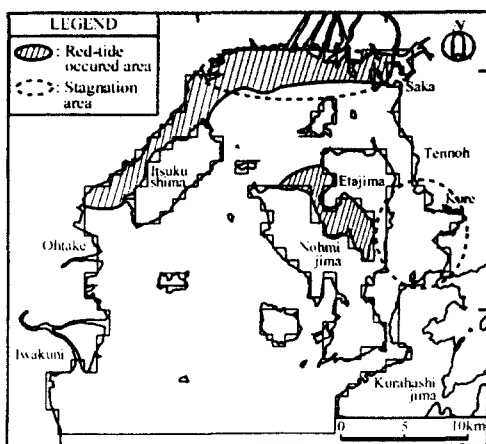 LEGEND
: Red-tide
occured area
: Stagnation
area
N
Saka
Tennoh
Itsuku
shima
Etajima
Kure
Ohtake
Nohmi
jima
Iwakuni
Kurahashi
jima
0 5 10km